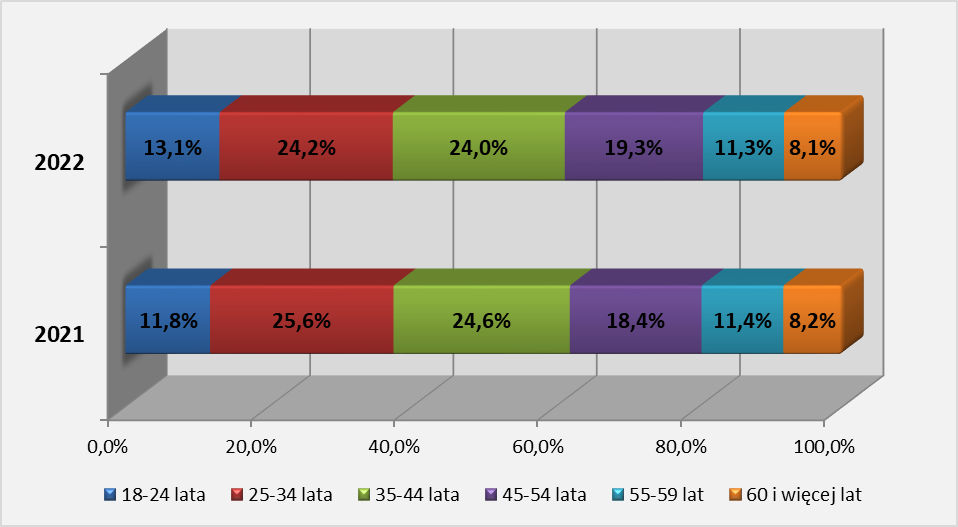 2022
13,1% 24,2% 24,0% 19,3% 11,3% 8,1%
2021
11,8% 25,6% 24,6% 18,4% 11,4% 8,2%
0,0% 20,0% 40,0% 60,0% 80,0% 100,0%
18-24 lata 25-34 lata 35-44 lata 45-54 lata 55-59 lat 60 i więcej lat